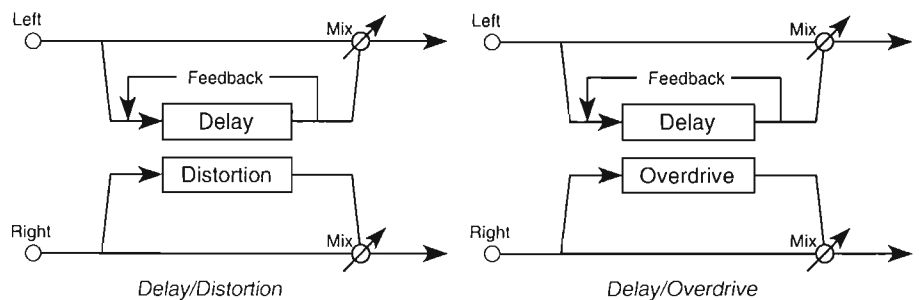 Left
Mix
Feedback
Delay
Distortion
Right
Mix
Delay/Distortion
Left
Mix
Feedback
Delay
Overdrive
Right
Mix
Delay/Overdrive